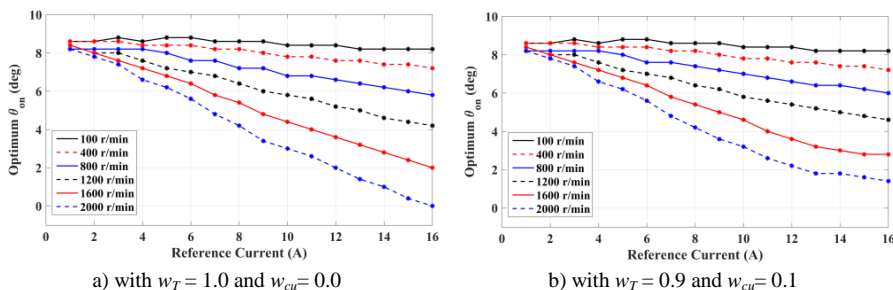 10
8
6
4
2
0
Optimum θon (deg)
100 r/min
400 r/min
800 r/min
1200 r/min
1600 r/min
2000 r/min
0 2 4 6 8 10 12 14 16
Reference Current (A)
a) with wT = 1.0 and wcu= 0.0
10
8
6
4
2
0
Optimum θon (deg)
100 r/min
400 r/min
800 r/min
1200 r/min
1600 r/min
2000 r/min
0 2 4 6 8 10 12 14 16
Reference Current (A)
b) with wT = 0.9 and wcu= 0.1